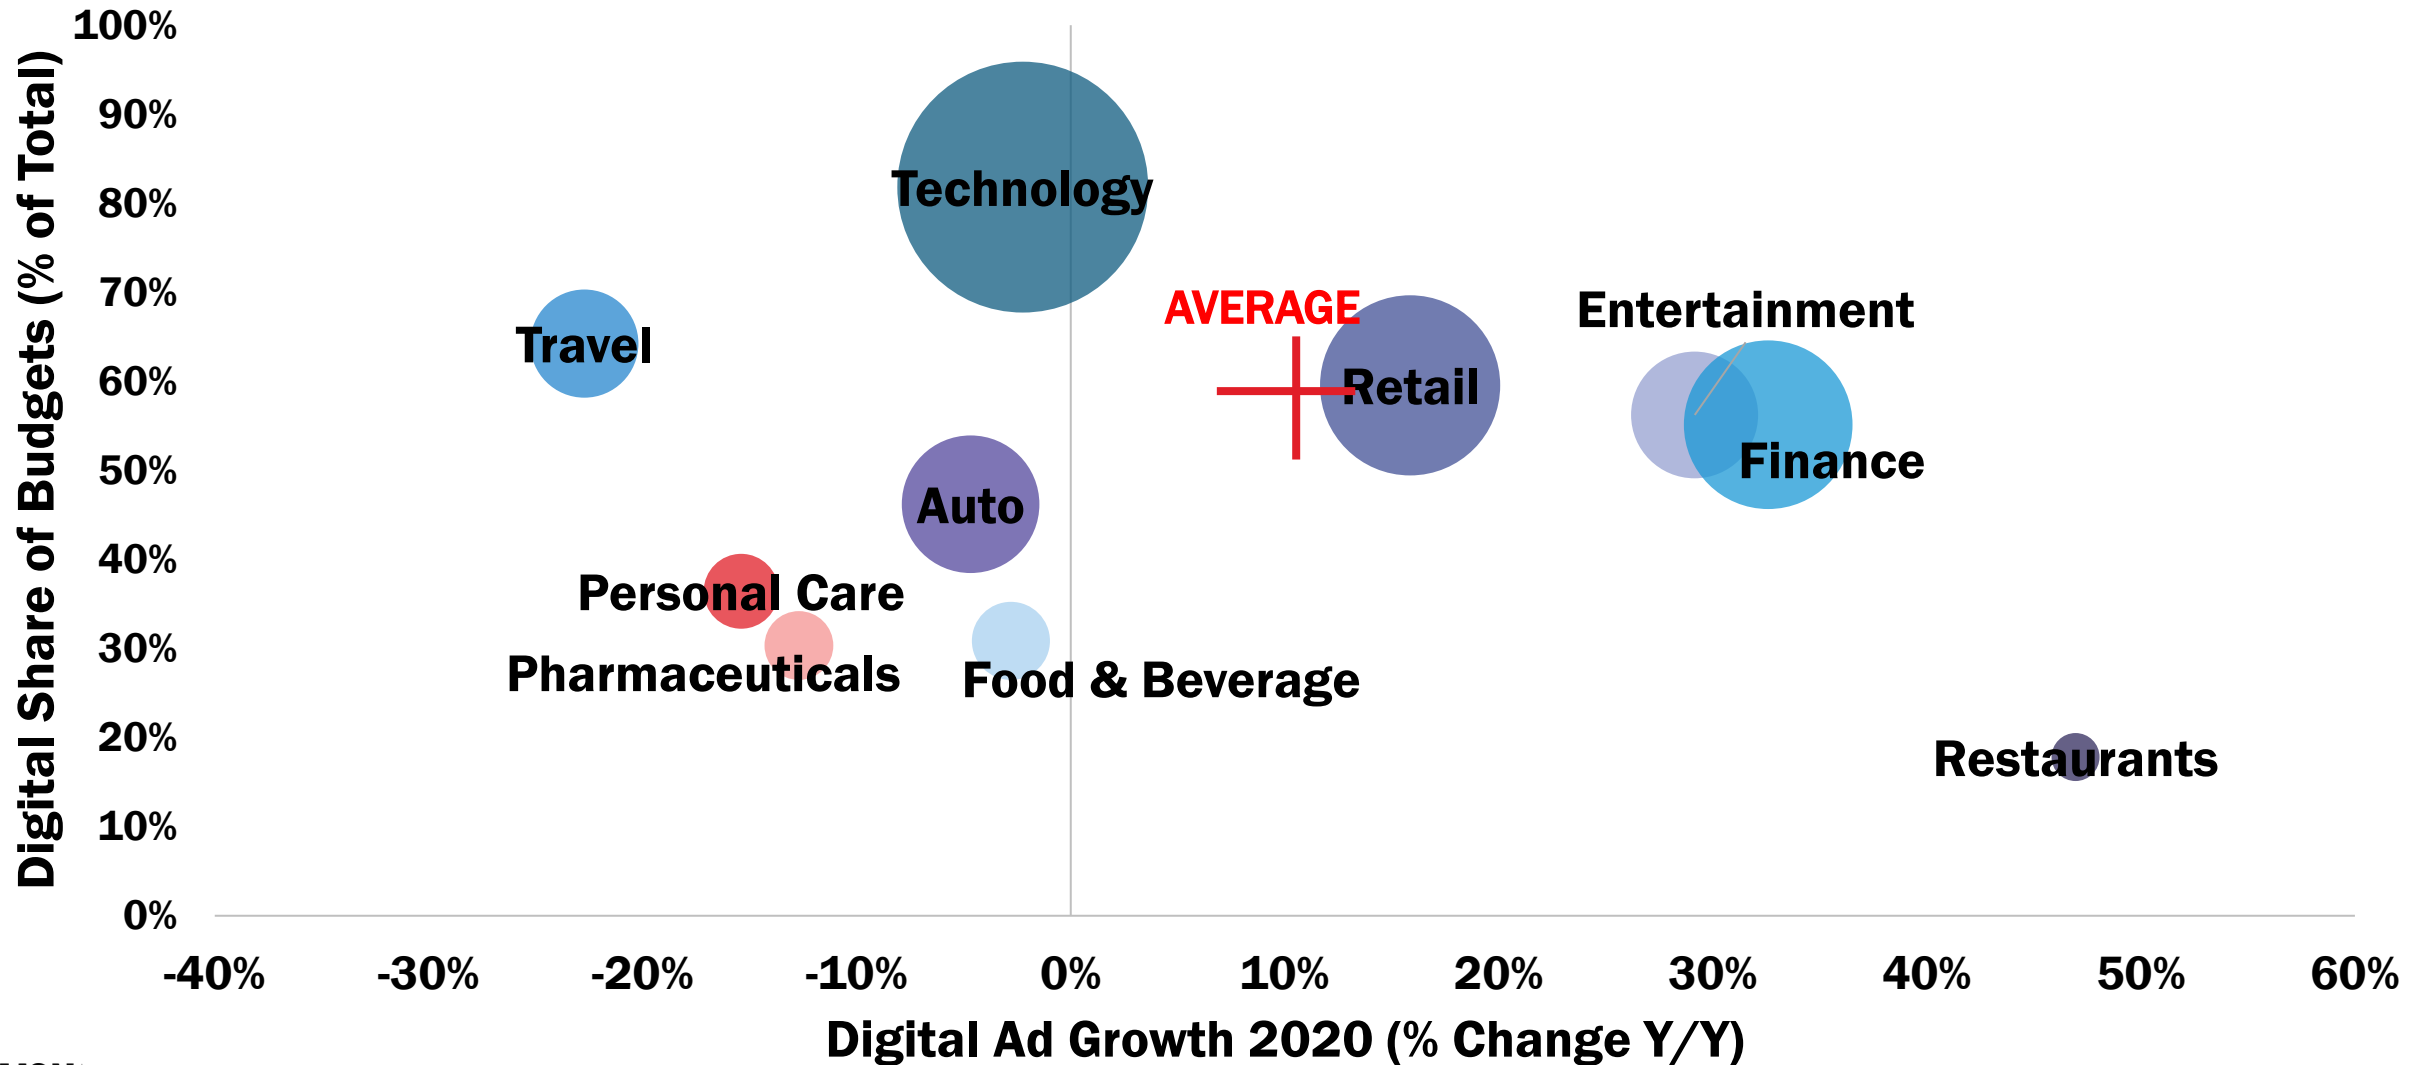 Digital Share of Budgets (% of Total)
100%
90%
80%
70%
60%
50%
40%
30%
20%
10%
0%
Technology
AVERAGE
Entertainment
Travel
Retail
Finance
Auto
Personal Care
Pharmaceuticals
Food & Beverage
Restaurants
-40% -30% -20% -10% 0% 10% 20% 30% 40% 50% 60%
Digital Ad Growth 2020 (% Change Y/Y)